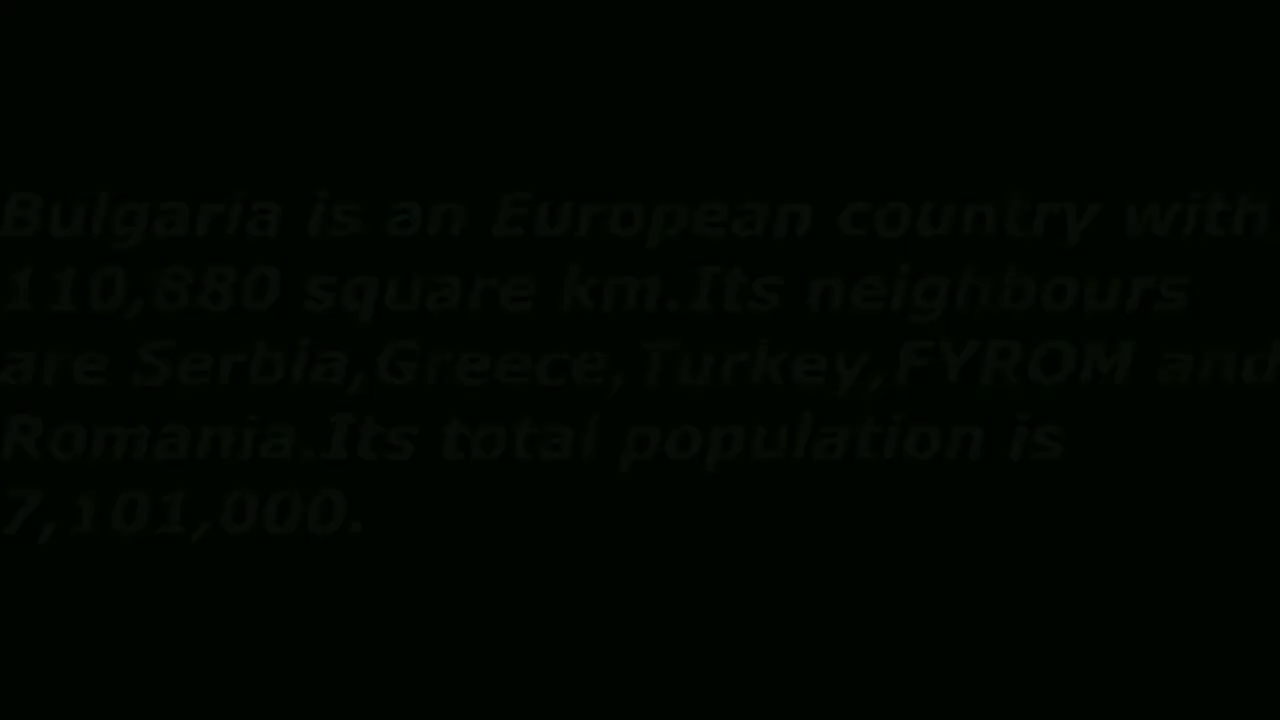 Bulgaria is an European country with
110,880 square km.Its neighbours
are Serbia,Greece,Turkey,FYROM and
Romania.Its total population is
7,101,000.